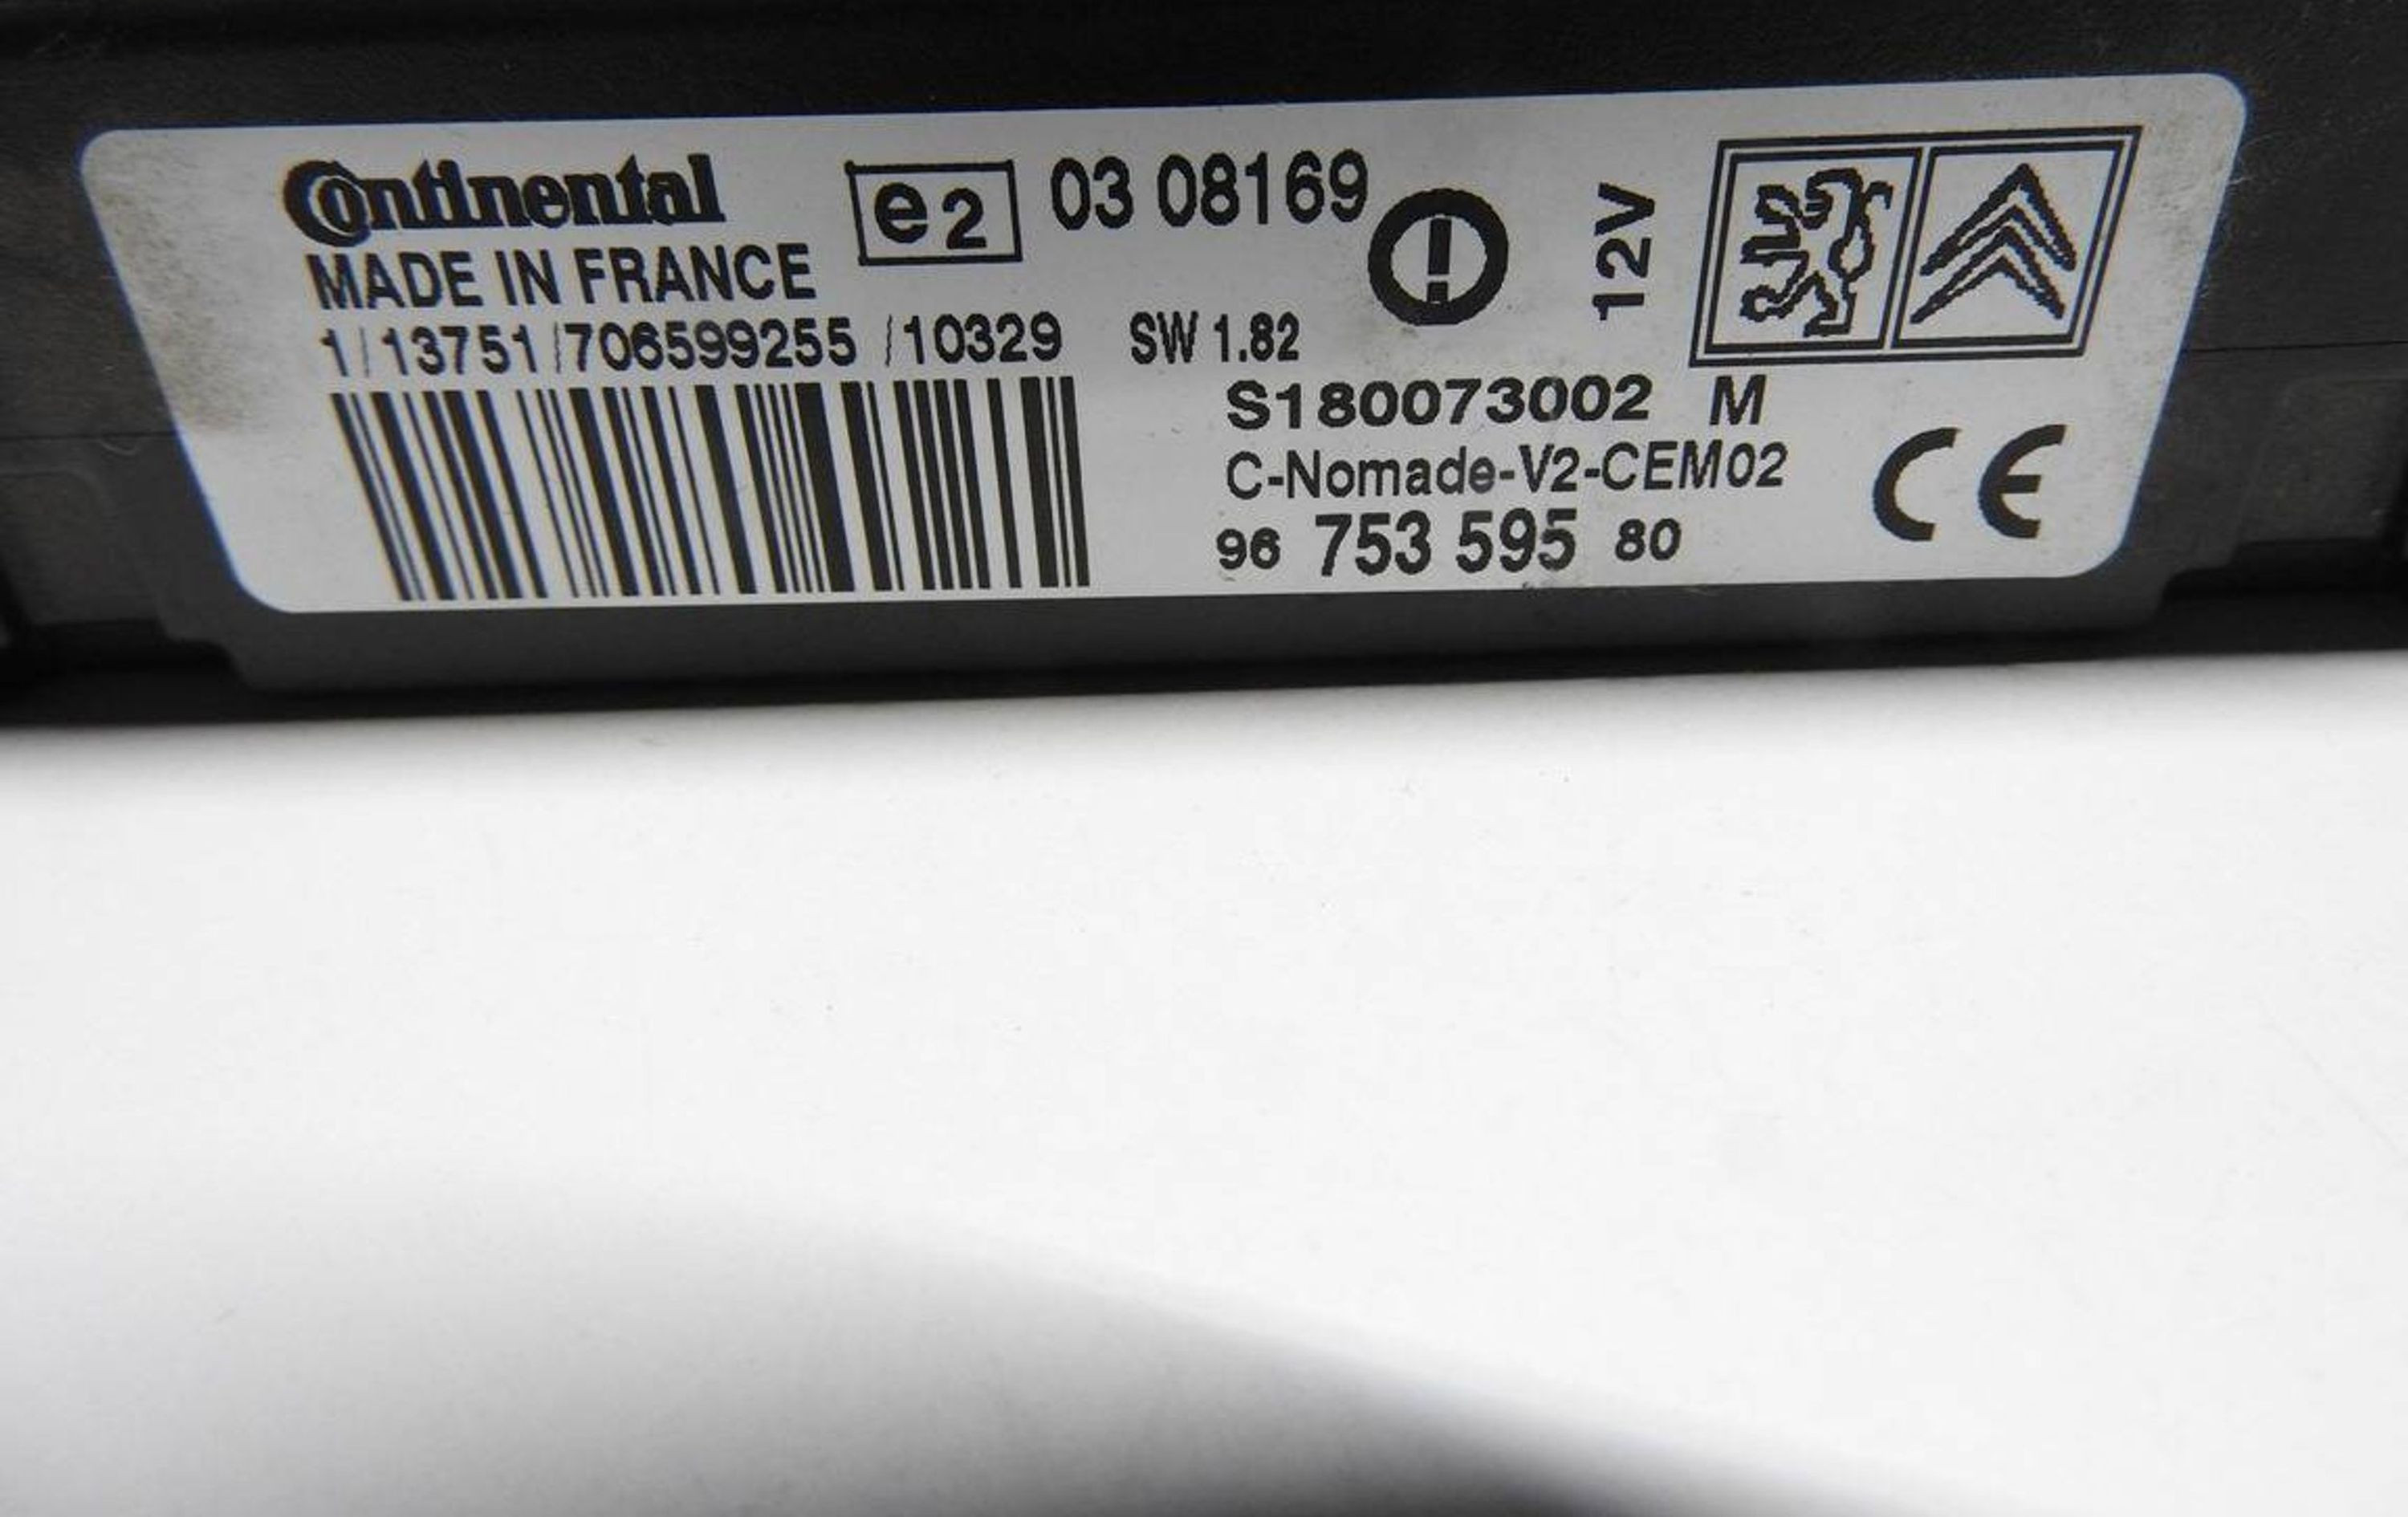 Continental
e2 03 08169
MADE IN FRANCE
12V
1/13751/706599255 /10329 SW 1.82
S180073002 M
C-Nomade-V2-CEM02
96 753 595 80
CE